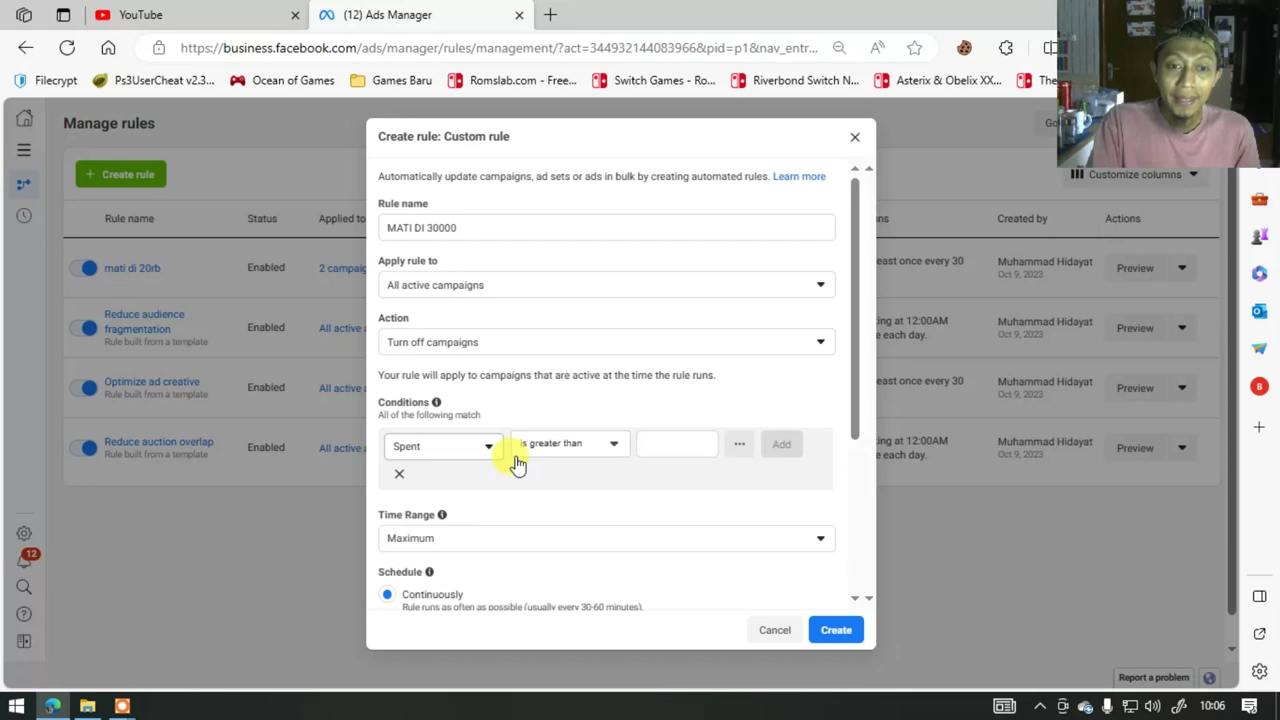 YouTube
(12) Ads Manager
https://business.facebook.com/ads/manager/rules/management/?act=344932144083966&pid=p1&nav_entr...
Filecrypt
Ps3UserCheat v2.3...
Ocean of Games
Games Baru
Romslab.com - Free...
Switch Games - Ro...
Riverbond Switch N...
Asterix & Obelix XX...
The
Manage rules
Create rule
Customize columns
Rule name
Status
Applied to
Created by
Actions
mati di 20rb
Enabled
2 campaig
east once every 30
Muhammad Hidayat
Oct 9, 2023
Preview
Reduce audience
fragmentation
Rule built from a template
Enabled
All active
ing at 12:00AM
e each day.
Muhammad Hidayat
Oct 9, 2023
Preview
Optimize ad creative
Rule built from a template
Enabled
All active
east once every 30
Muhammad Hidayat
Oct 9, 2023
Preview
Reduce auction overlap
Rule built from a template
Enabled
All active
ing at 12:00AM
e each day.
Muhammad Hidayat
Oct 9, 2023
Preview
Create rule: Custom rule
Automatically update campaigns, ad sets or ads in bulk by creating automated rules. Learn more
Rule name
MATI DI 30000
Apply rule to
All active campaigns
Action
Turn off campaigns
Your rule will apply to campaigns that are active at the time the rule runs.
Conditions
All of the following match
Spent
is greater than
Add
Time Range
Maximum
Schedule
Continuously
Rule runs as often as possible (usually every 30-60 minutes).
Cancel
Create
12
B
Report a problem
10:06